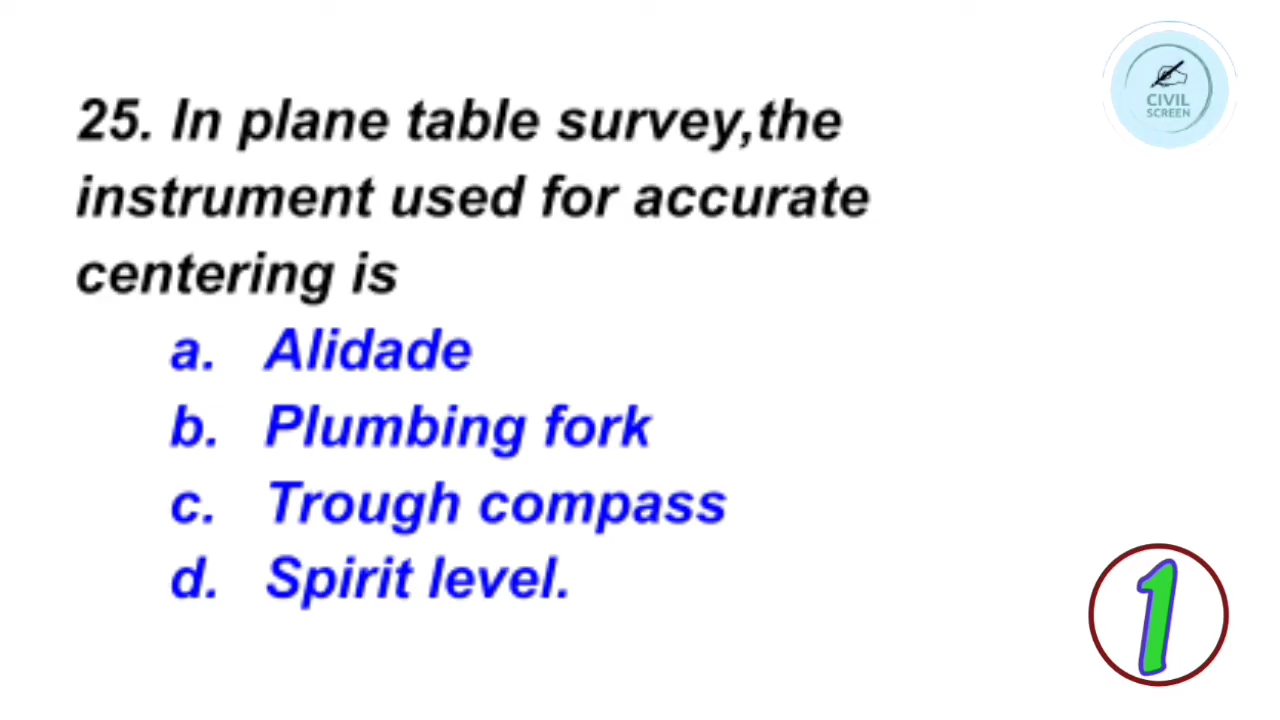 25. In plane table survey,the
instrument used for accurate
centering is
a. Alidade
b. Plumbing fork
c. Trough compass
d. Spirit level.
CIVIL
SCREEN
1